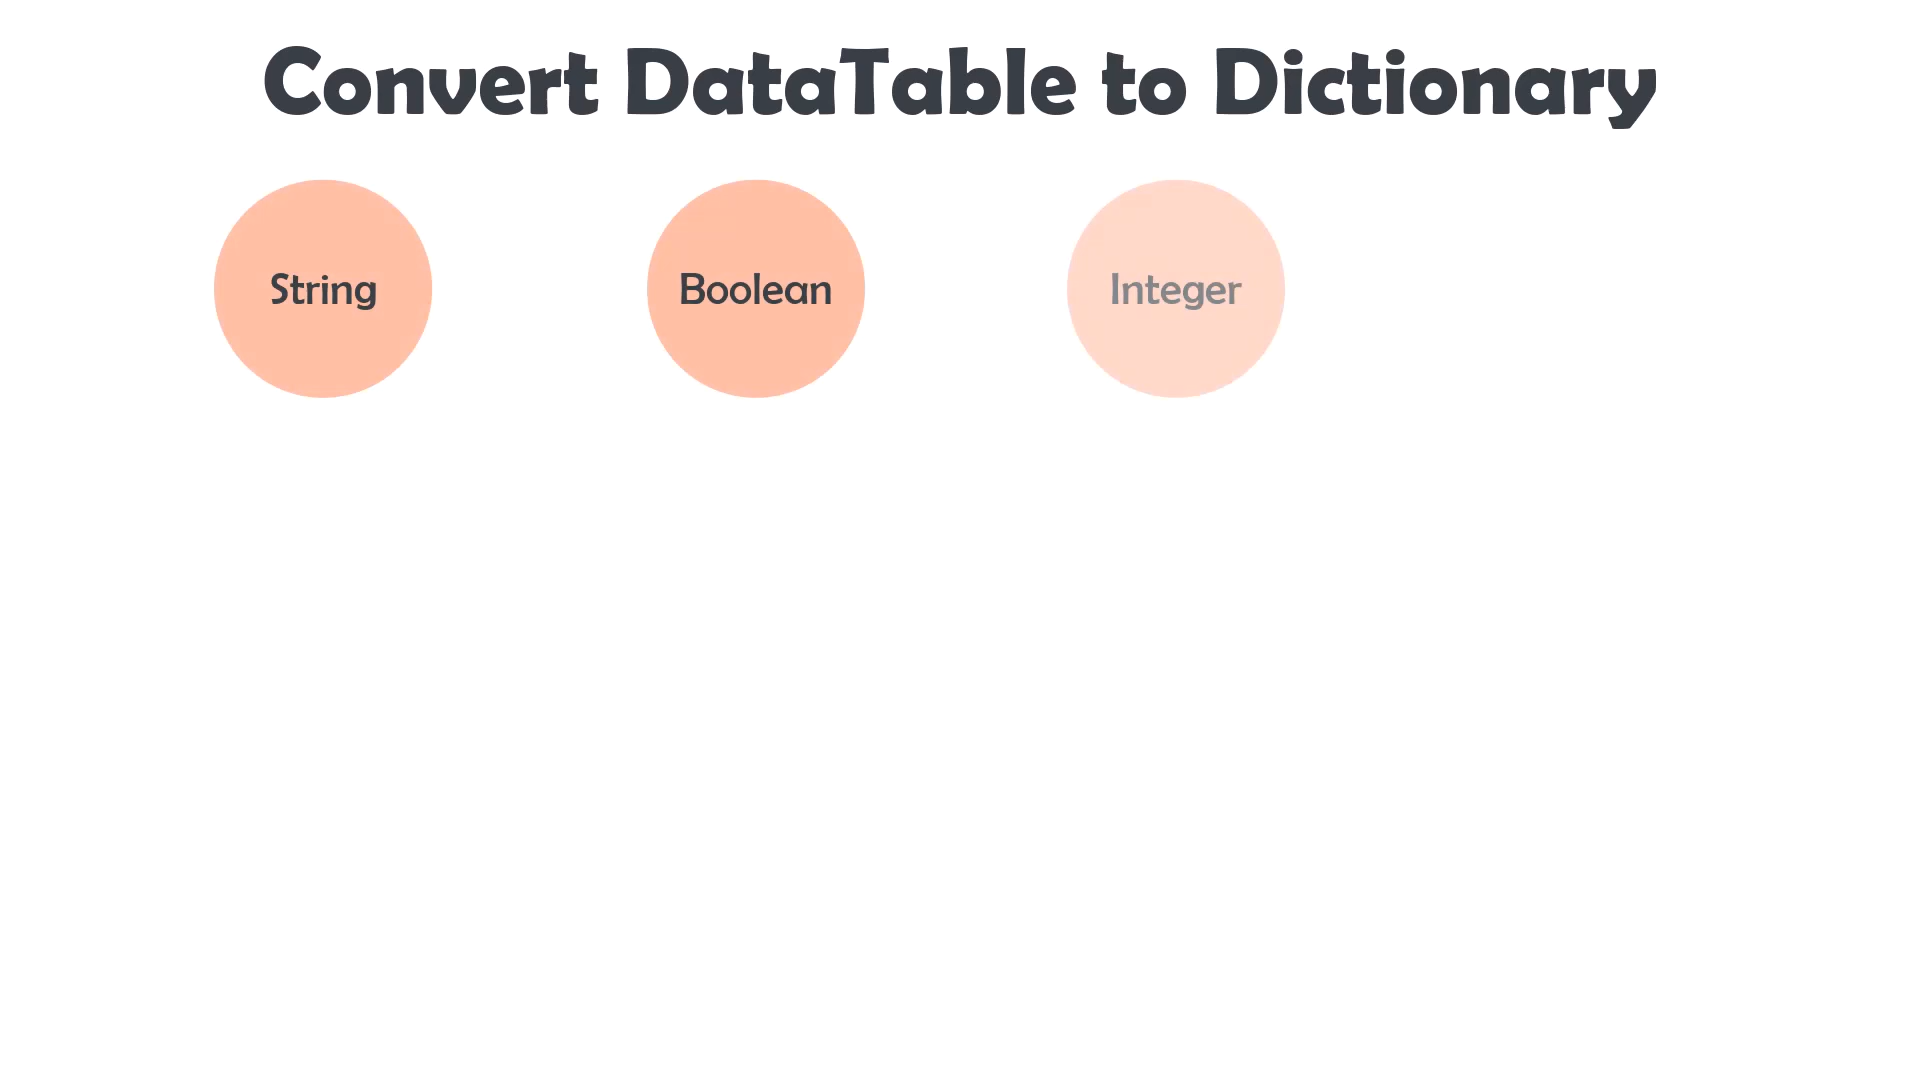 Convert DataTable to Dictionary
String
Boolean
Integer